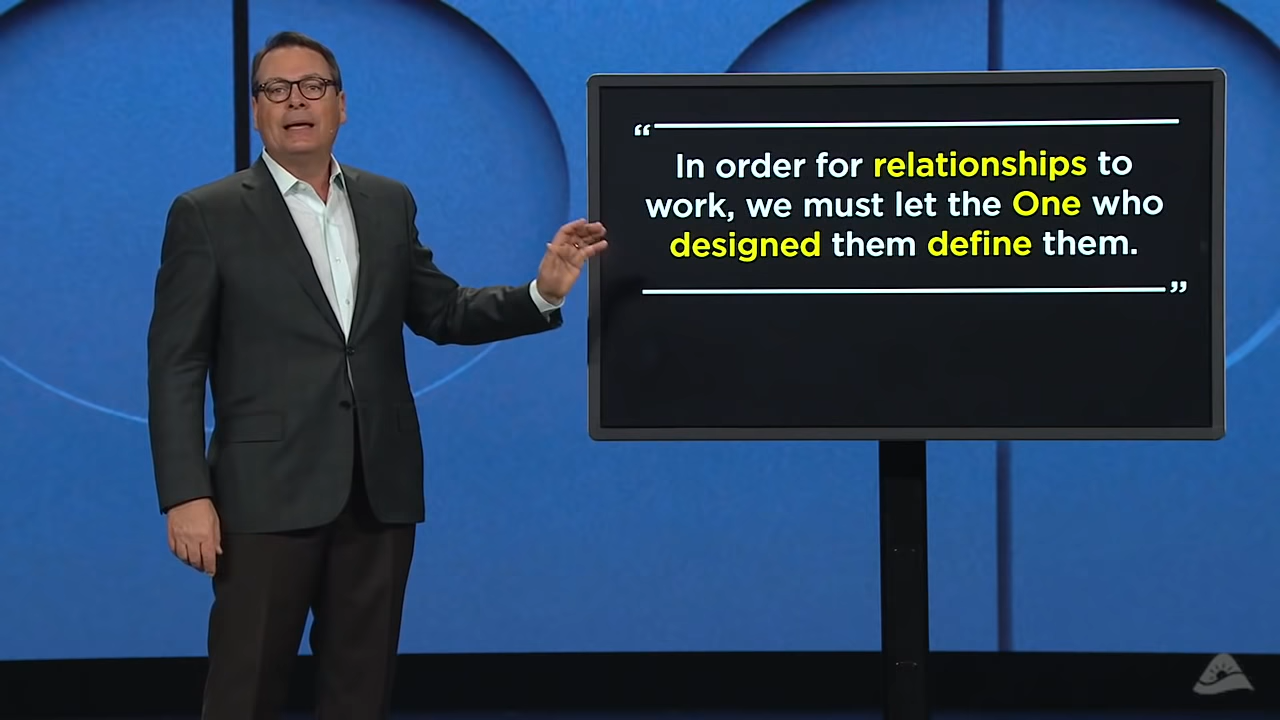 “
In order for relationships to
work, we must let the One who
designed them define them.
”